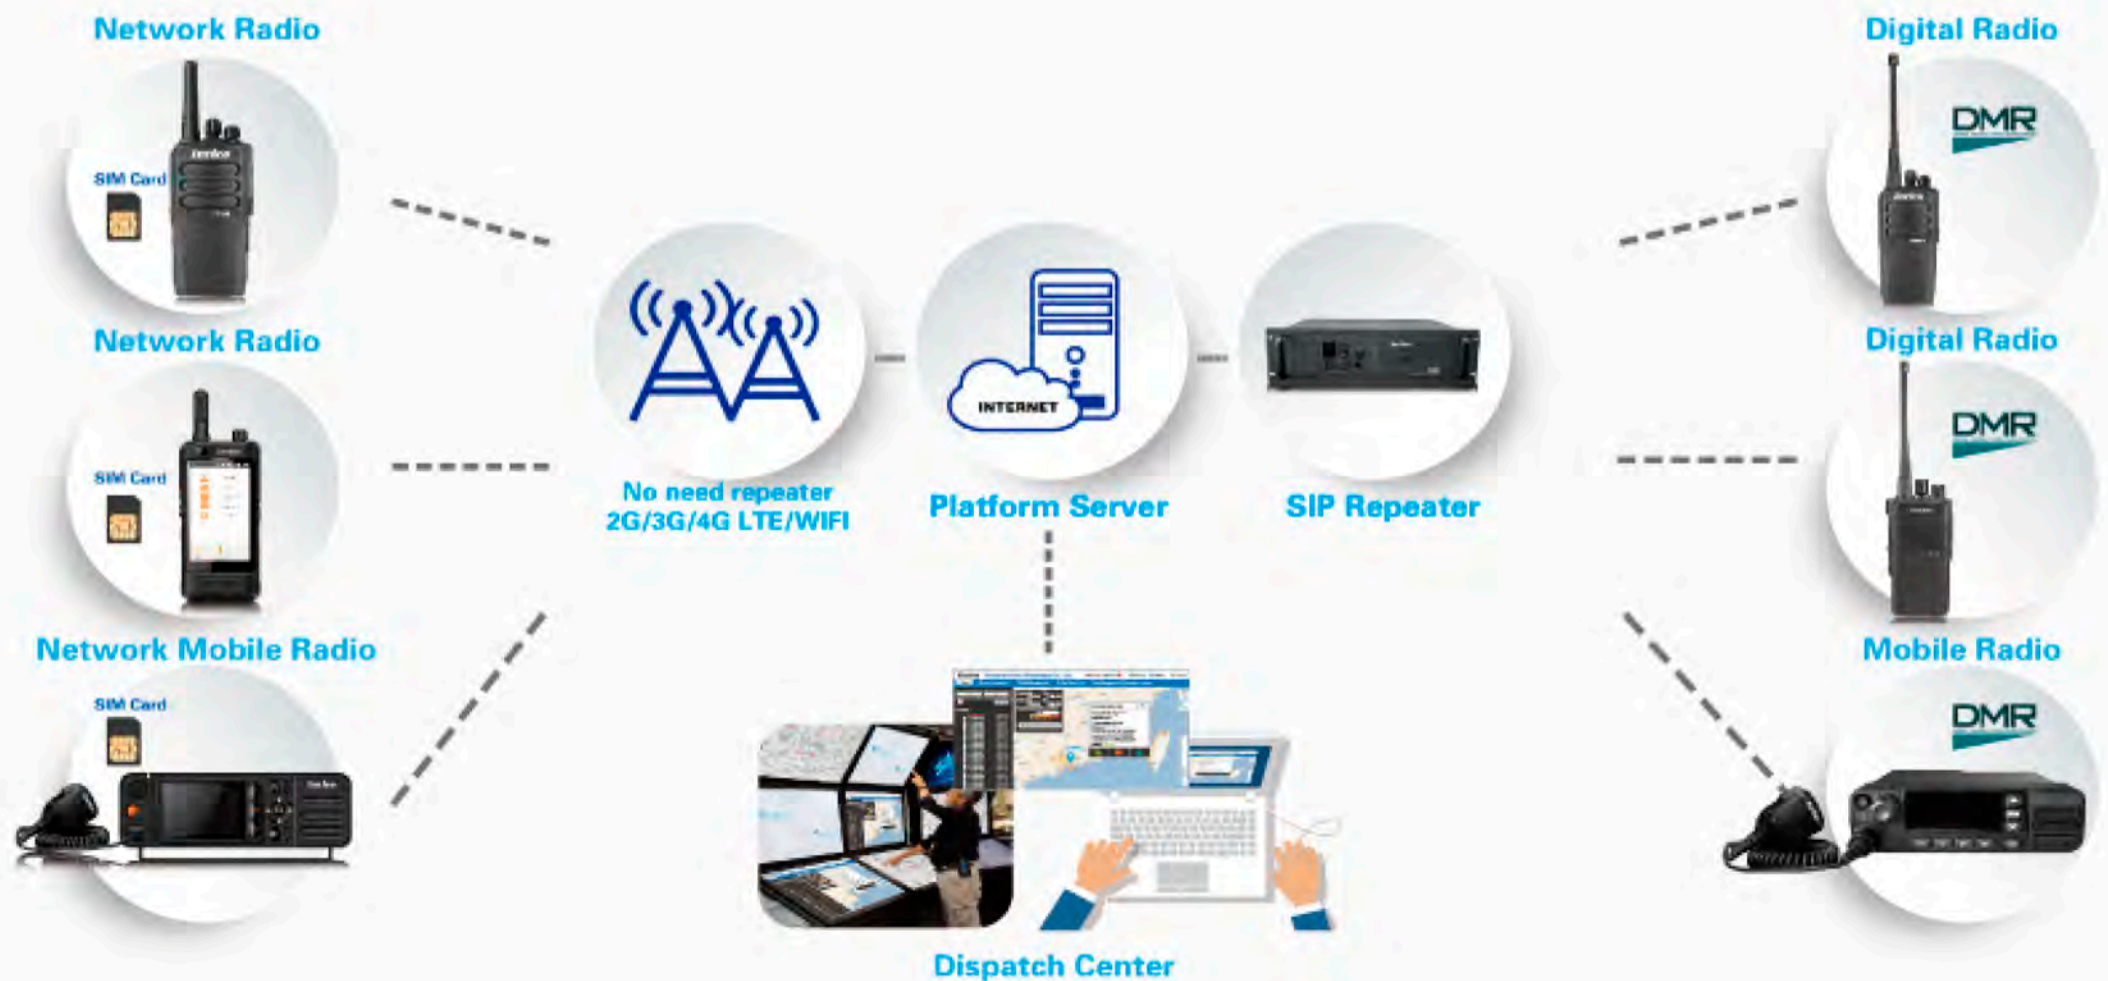 Network Radio
SIM Card
Network Radio
SIM Card
Network Mobile Radio
SIM Card
No need repeater
2G/3G/4G LTE/WIFI
INTERNET
Platform Server
SIP Repeater
Dispatch Center
Digital Radio
DMR
Digital Radio
DMR
Mobile Radio
DMR